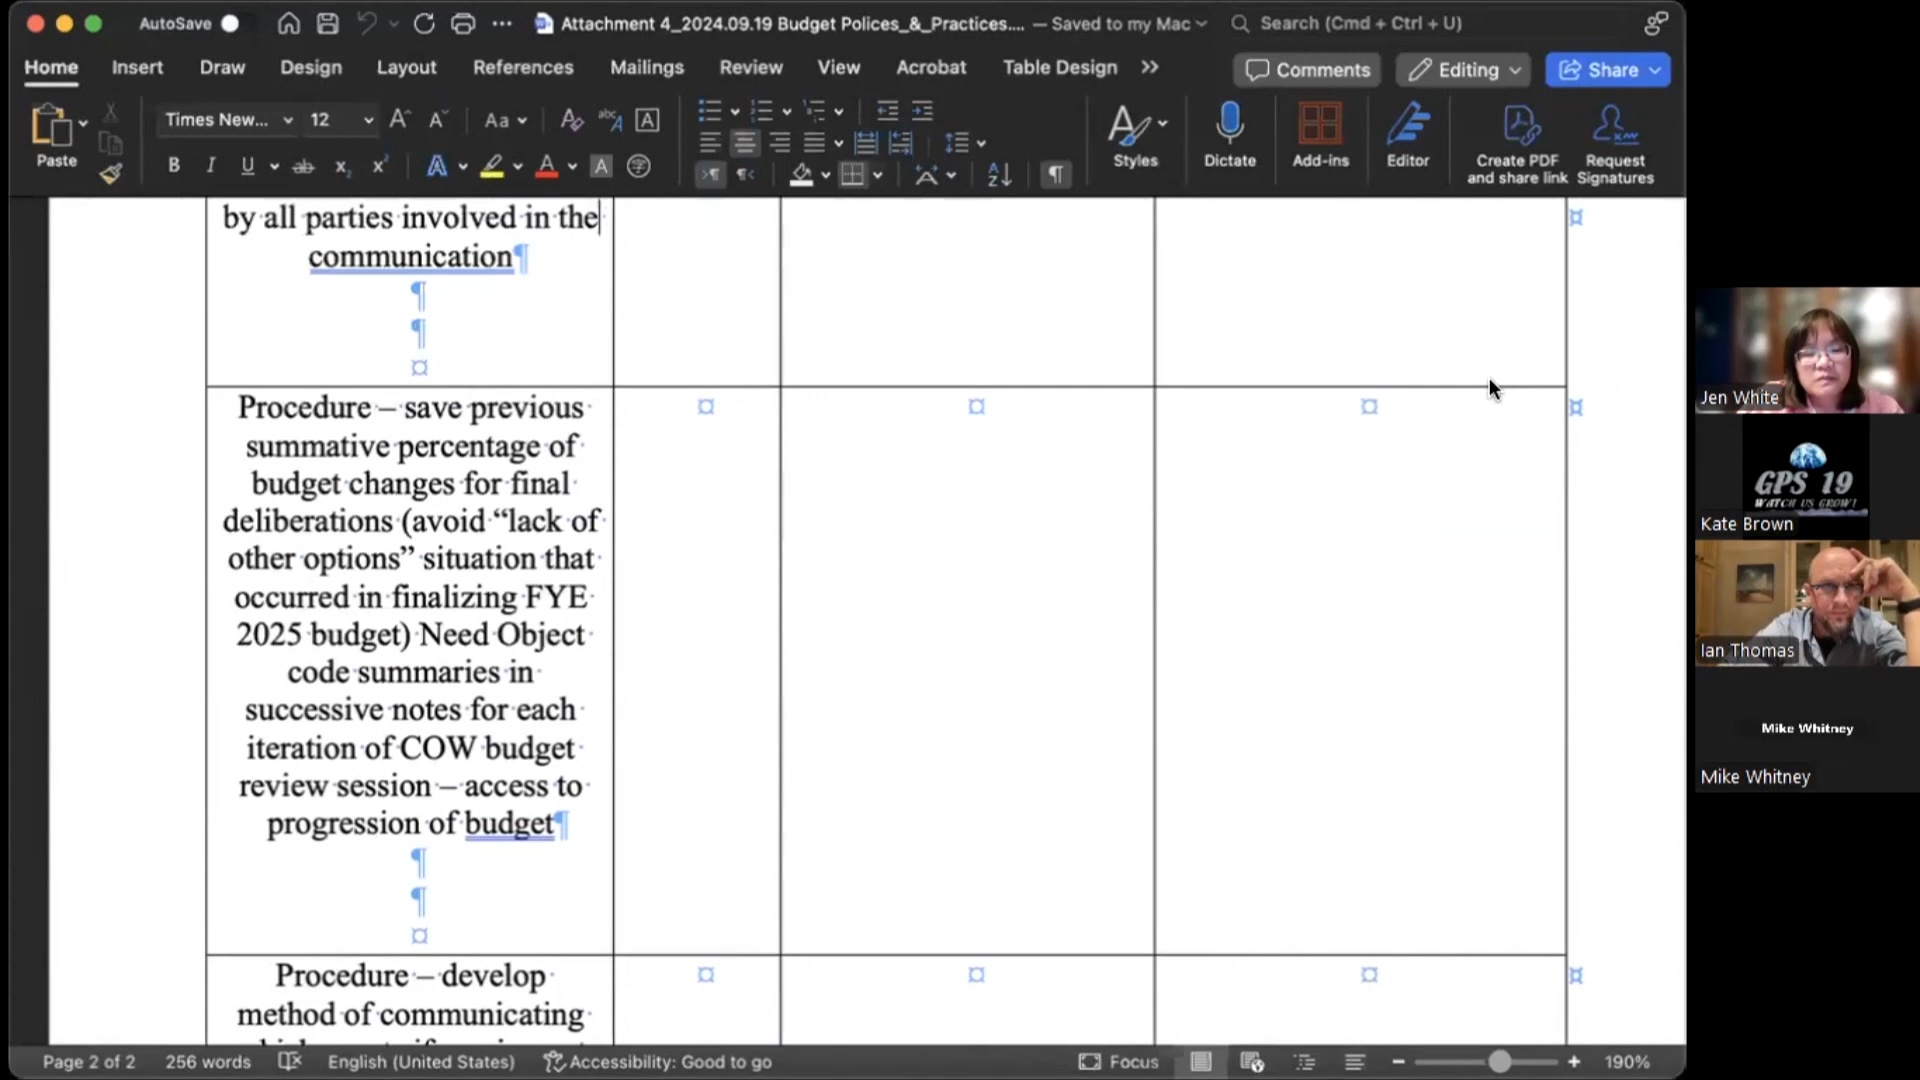 AutoSave
Attachment 4_2024.09.19 Budget Polices_&_Practices.... — Saved to my Mac
Search (Cmd + Ctrl + U)
Home Insert Draw Design Layout References Mailings Review View Acrobat Table Design
Comments
Editing
Share
Paste
Times New... 12
Styles
Dictate
Add-ins
Editor
Create PDF
and share link
Request
Signatures
by all parties involved in the
communication
Procedure – save previous
summative percentage of
budget changes for final
deliberations (avoid “lack of
other options” situation that
occurred in finalizing FYE
2025 budget) Need Object
code summaries in
successive notes for each
iteration of COW budget
review session – access to
progression of budget
Procedure – develop
method of communicating
Page 2 of 2 256 words English (United States) Accessibility: Good to go Focus 190%
Jen White
GPS 19
WATCH US GROW!
Kate Brown
Ian Thomas
Mike Whitney
Mike Whitney